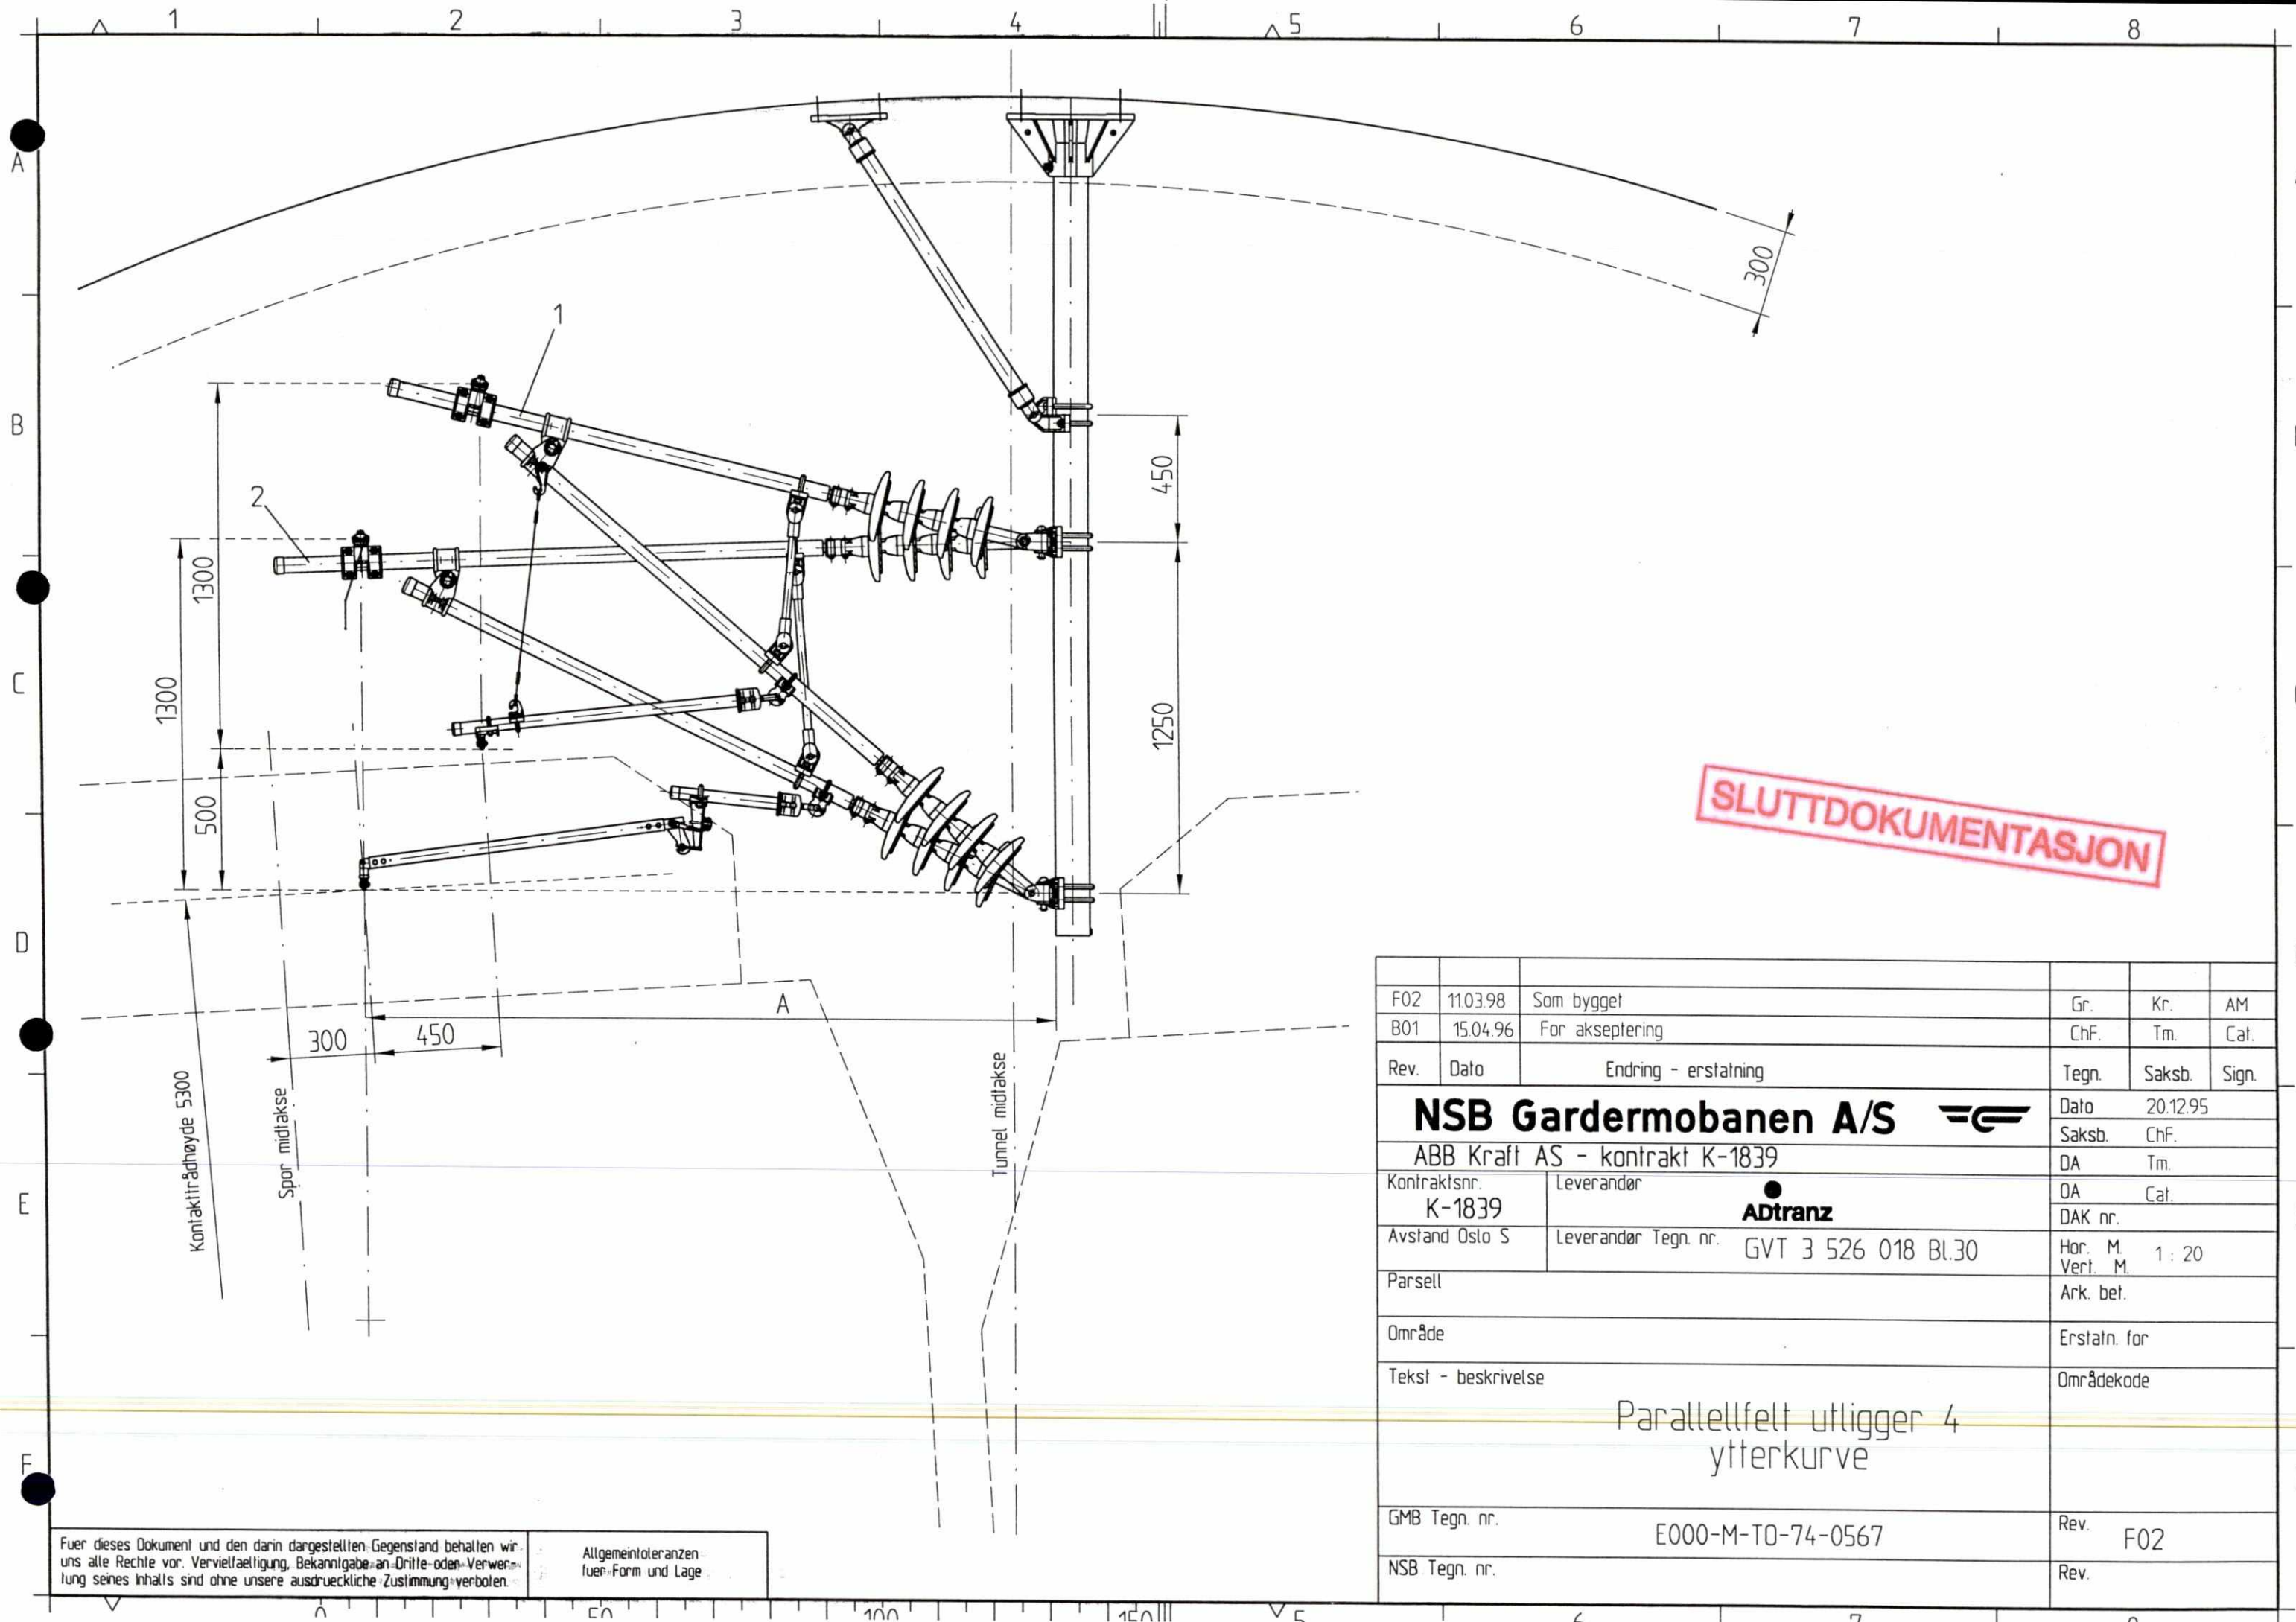 1 2 3 4 5 6 7 8
A
B
C
D
E
F
1
2
300
450
1250
1300
1300
500
A
300
450
Kontakttrådhøyde 5300
Spor midtakse
Tunnel midtakse
SLUTTDOKUMENTASJON
F02 11.03.98 Som bygget Gr. Kr. AM
B01 15.04.96 For akseptering ChF. Tm. Cat.
Rev. Dato Endring - erstatning Tegn. Saksb. Sign.
NSB Gardermobanen A/S
Dato 20.12.95
Saksb. ChF.
ABB Kraft AS - kontrakt K-1839
DA Tm.
Kontraktsnr. K-1839
Leverandør ADtranz
OA Cat.
DAK nr.
Avstand Oslo S
Leverandør Tegn. nr. GVT 3 526 018 Bl.30
Hor. M. 1 : 20
Vert. M.
Parsell
Ark. bet.
Område
Erstatn. for
Tekst - beskrivelse
Områdekode
Parallellfelt utligger 4
ytterkurve
GMB Tegn. nr. E000-M-TO-74-0567
Rev. F02
NSB Tegn. nr.
Rev.
Fuer dieses Dokument und den darin dargestellten Gegenstand behalten wir
uns alle Rechte vor. Vervielfaeltigung, Bekanntgabe an Dritte oder Verwer-
tung seines Inhalts sind ohne unsere ausdrueckliche Zustimmung verboten.
Allgemeintoleranzen
fuer Form und Lage
0 50 100 150
5 6 7